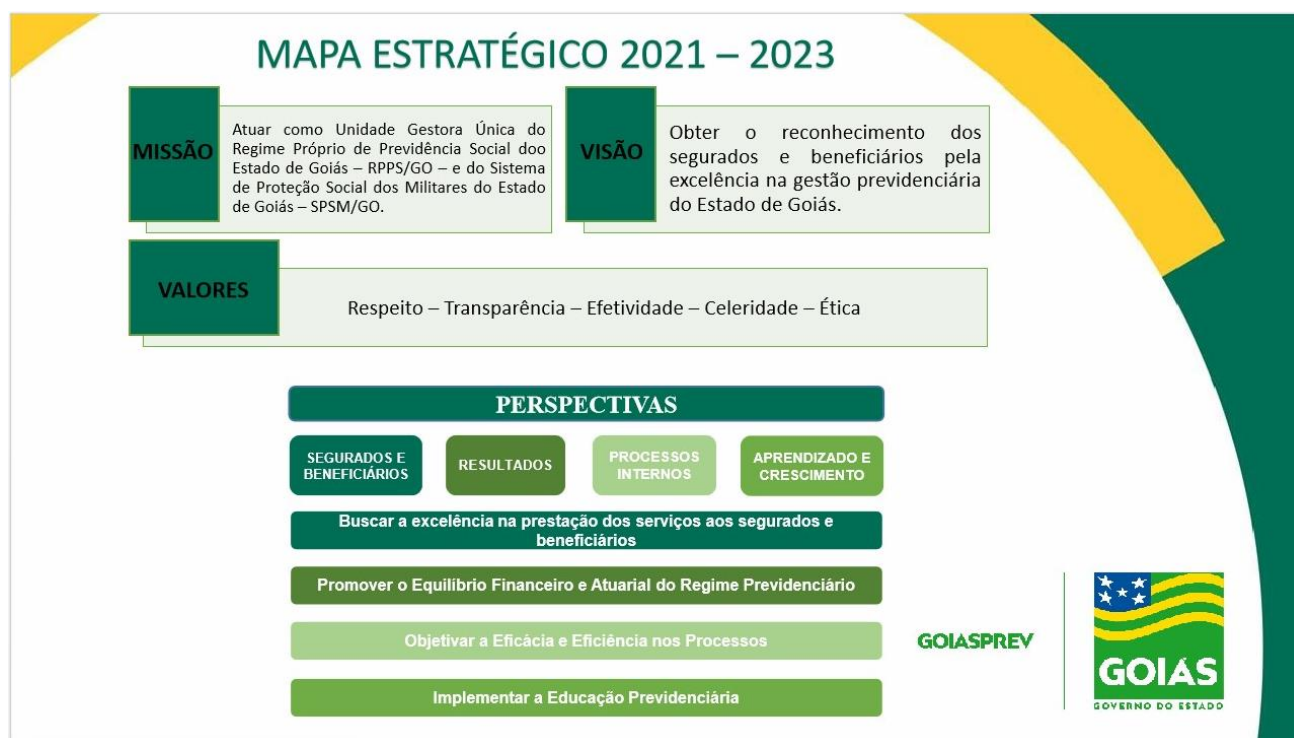 MAPA ESTRATÉGICO 2021 – 2023
MISSÃO
Atuar como Unidade Gestora Única do
Regime Próprio de Previdência Social doo
Estado de Goiás – RPPS/GO – e do Sistema
de Proteção Social dos Militares do Estado
de Goiás – SPSM/GO.
VISÃO
Obter o reconhecimento dos
segurados e beneficiários pela
excelência na gestão previdenciária
do Estado de Goiás.
VALORES
Respeito – Transparência – Efetividade – Celeridade – Ética
PERSPECTIVAS
SEGURADOS E
BENEFICIÁRIOS
RESULTADOS
PROCESSOS
INTERNOS
APRENDIZADO E
CRESCIMENTO
Buscar a excelência na prestação dos serviços aos segurados e
beneficiários
Promover o Equilíbrio Financeiro e Atuarial do Regime Previdenciário
Objetivar a Eficácia e Eficiência nos Processos
Implementar a Educação Previdenciária
GOIASPREV
GOIÁS
GOVERNO DO ESTADO